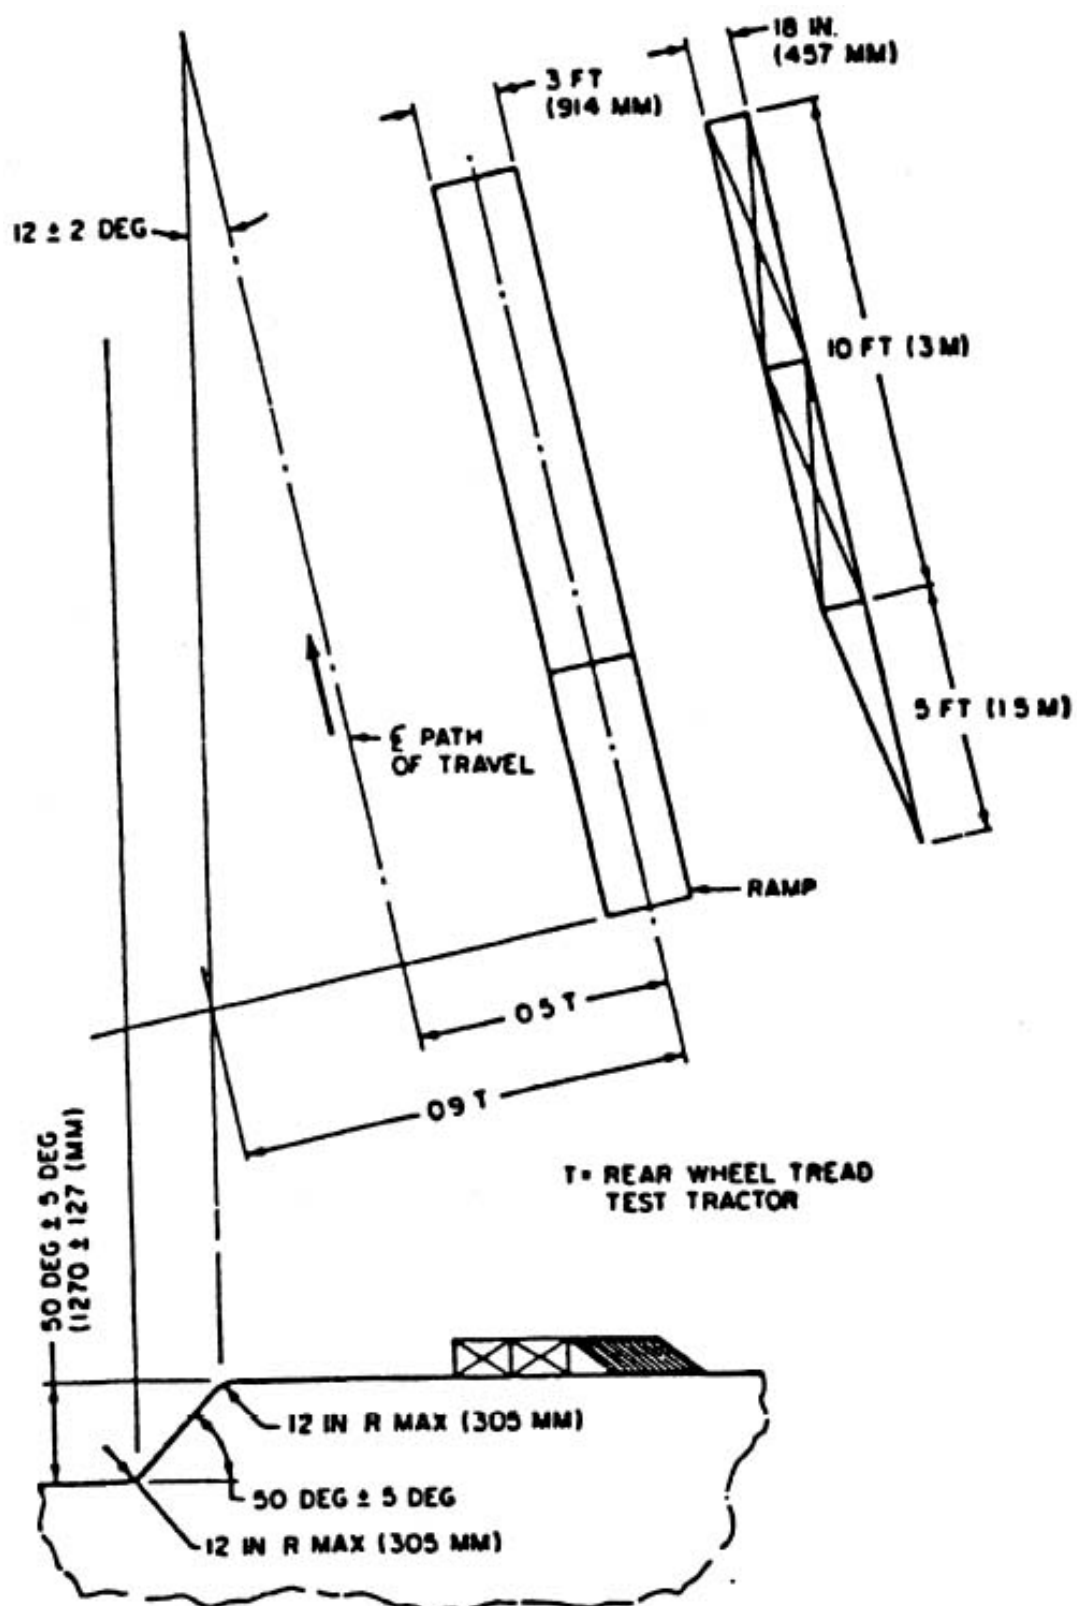 18 IN.
(457 MM)
3 FT
(914 MM)
12 ± 2 DEG
10 FT (3 M)
5 FT (1 5 M)
℄ PATH
OF TRAVEL
RAMP
0 5 T
0 9 T
T= REAR WHEEL TREAD
TEST TRACTOR
50 DEG ± 5 DEG
(1270 ± 127 (MM)
12 IN R MAX (305 MM)
50 DEG ± 5 DEG
12 IN R MAX (305 MM)